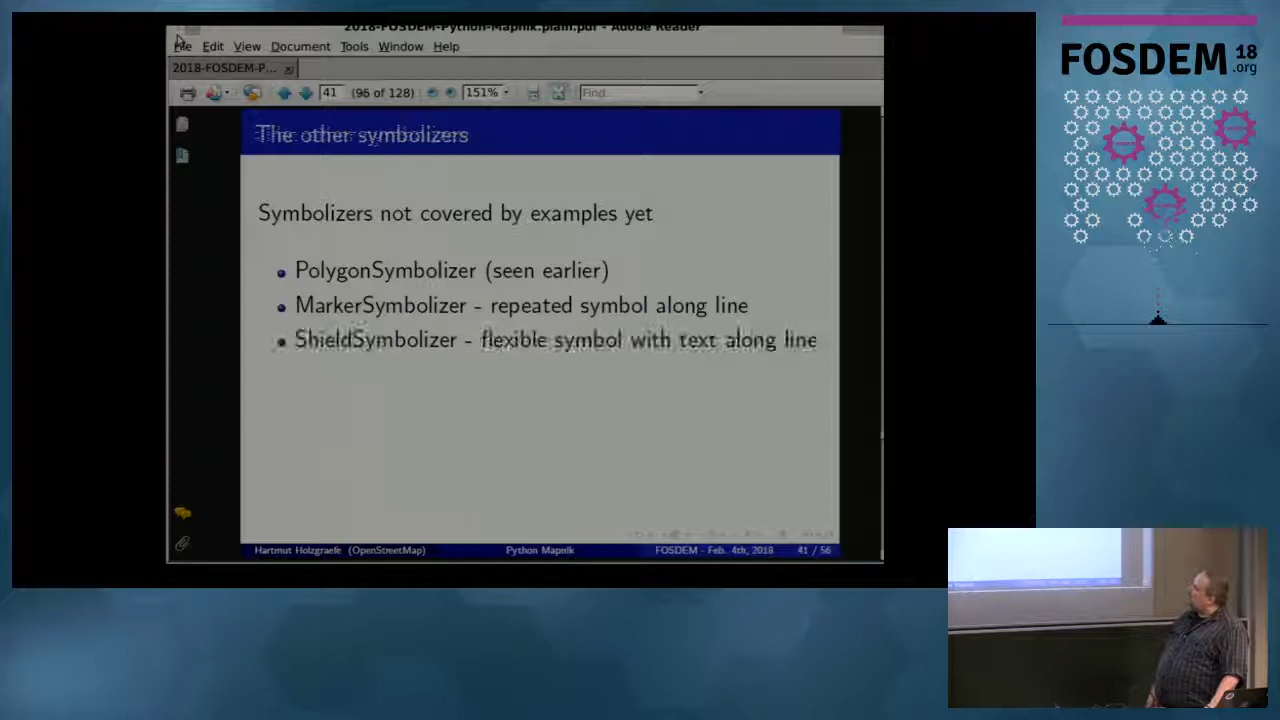 2018-FOSDEM-Python-Mapnik.plain.pdf - Adobe Reader
File Edit View Document Tools Window Help
2018-FOSDEM-P...
41 (96 of 128) 151% Find
The other symbolizers
Symbolizers not covered by examples yet
PolygonSymbolizer (seen earlier)
MarkerSymbolizer - repeated symbol along line
ShieldSymbolizer - flexible symbol with text along line
Hartmut Holzgraefe (OpenStreetMap) Python Mapnik FOSDEM - Feb. 4th, 2018 41 / 56
FOSDEM 18
.org